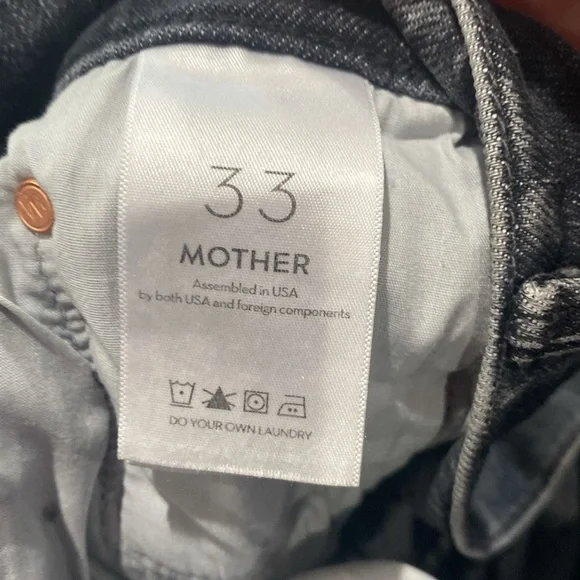 33
MOTHER
Assembled in USA
by both USA and foreign components
DO YOUR OWN LAUNDRY